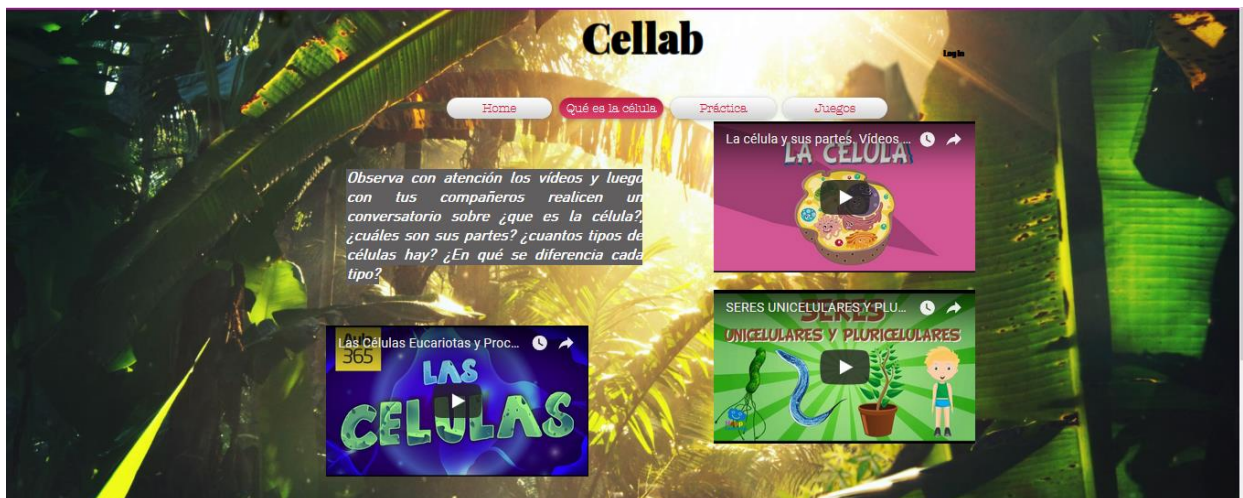 Cellab
Log In
Home
Qué es la célula
Práctica
Juegos
Observa con atención los vídeos y luego
con tus compañeros realicen un
conversatorio sobre ¿que es la célula?,
¿cuáles son sus partes? ¿cuantos tipos de
células hay? ¿En qué se diferencia cada
tipo?
La célula y sus partes. Vídeos ...
LA CÉLULA
SERES UNICELULARES Y PLU...
SERES
UNICELULARES Y PLURICELULARES
Las Células Eucariotas y Proc...
Aula
365
LAS
CELULAS